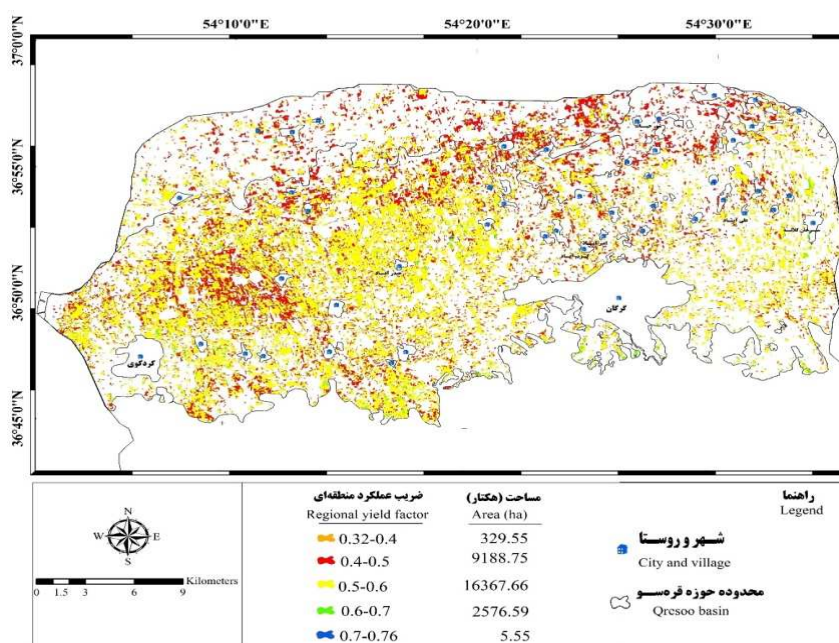 54°10'0"E 54°20'0"E 54°30'0"E
37°0'0"N
36°55'0"N
36°50'0"N
36°45'0"N
گرگان
کردکوی
N
W E
S
0 1.5 3 6 9 Kilometers
ضریب عملکرد منطقه‌ای مساحت (هکتار)
Regional yield factor Area (ha)
0.32-0.4 329.55
0.4-0.5 9188.75
0.5-0.6 16367.66
0.6-0.7 2576.59
0.7-0.76 5.55
راهنما
Legend
شهر و روستا
City and village
محدوده حوزه قره‌سو
Qresoo basin